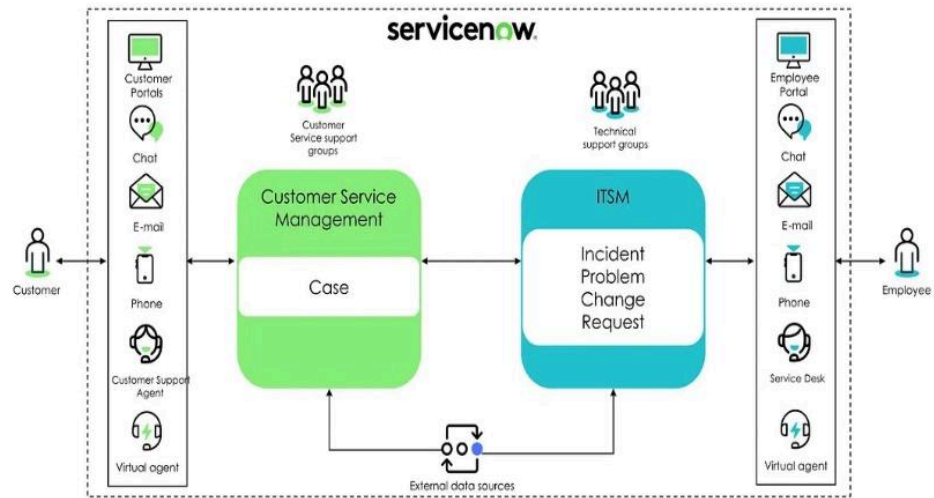 servicenow
Customer
Portals
Chat
E-mail
Phone
Customer Support
Agent
Virtual agent
Customer
Customer
Service support
groups
Customer Service
Management
Case
Technical
support groups
ITSM
Incident
Problem
Change
Request
External data sources
Employee
Portal
Chat
E-mail
Phone
Service Desk
Virtual agent
Employee